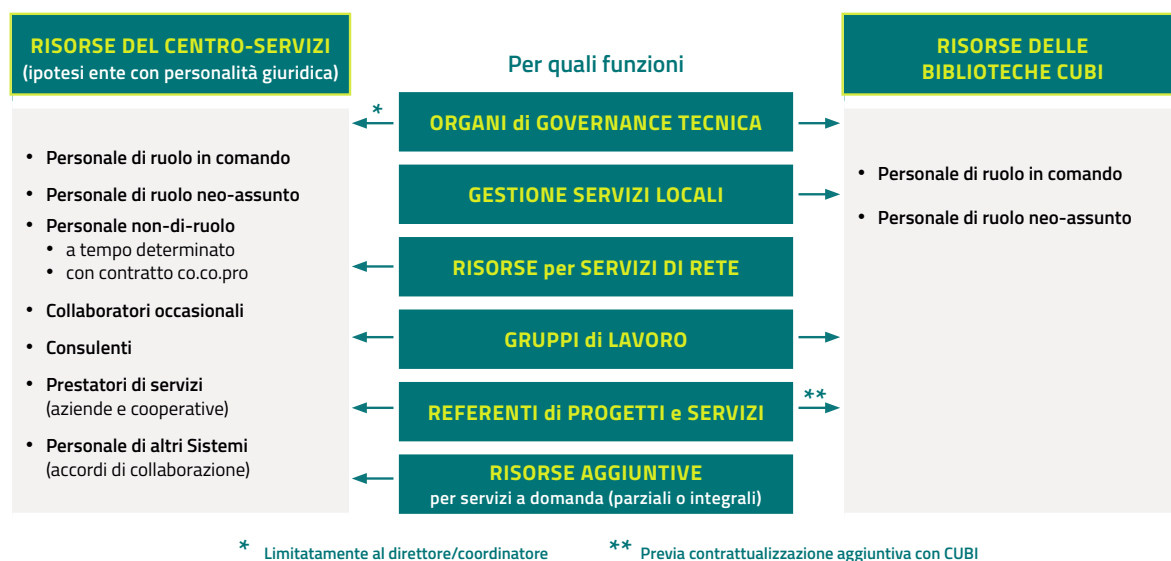 RISORSE DEL CENTRO-SERVIZI
(ipotesi ente con personalità giuridica)
• Personale di ruolo in comando
• Personale di ruolo neo-assunto
• Personale non-di-ruolo
• a tempo determinato
• con contratto co.co.pro
• Collaboratori occasionali
• Consulenti
• Prestatori di servizi
(aziende e cooperative)
• Personale di altri Sistemi
(accordi di collaborazione)
Per quali funzioni
*
ORGANI di GOVERNANCE TECNICA
GESTIONE SERVIZI LOCALI
RISORSE per SERVIZI DI RETE
GRUPPI di LAVORO
REFERENTI di PROGETTI e SERVIZI
**
RISORSE AGGIUNTIVE
per servizi a domanda (parziali o integrali)
RISORSE DELLE
BIBLIOTECHE CUBI
• Personale di ruolo in comando
• Personale di ruolo neo-assunto
* Limitatamente al direttore/coordinatore
** Previa contrattualizzazione aggiuntiva con CUBI